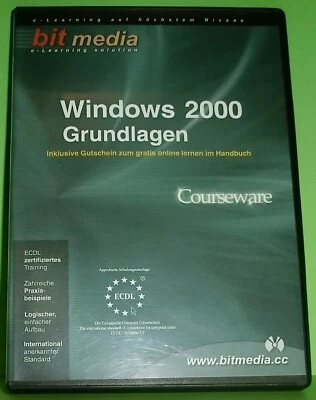 e-Learning auf höchstem Niveau
bit media
e-Learning solution
Windows 2000
Grundlagen
Inklusive Gutschein zum gratis online lernen im Handbuch
Courseware
ECDL
zertifiziertes
Training
Zahlreiche
Praxis-
beispiele
Logischer,
einfacher
Aufbau
International
anerkannter
Standard
ECDL
www.bitmedia.cc